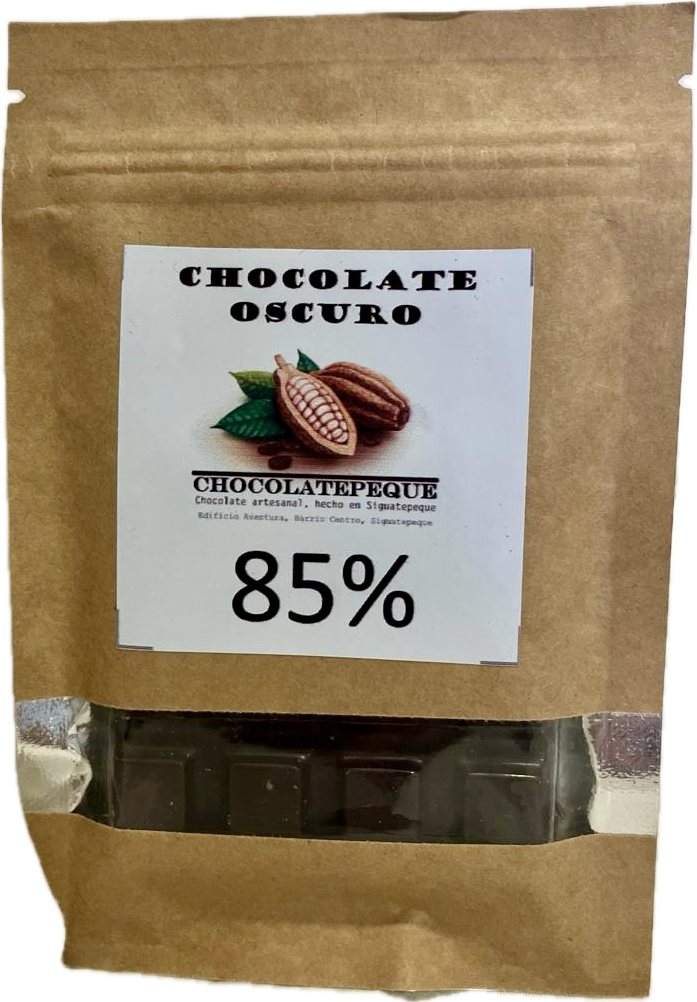 CHOCOLATE
OSCURO
CHOCOLATEPEQUE
Chocolate artesanal, hecho en Siguatepeque
Edificio Aventura, Barrio Centro, Siguatepeque
85%